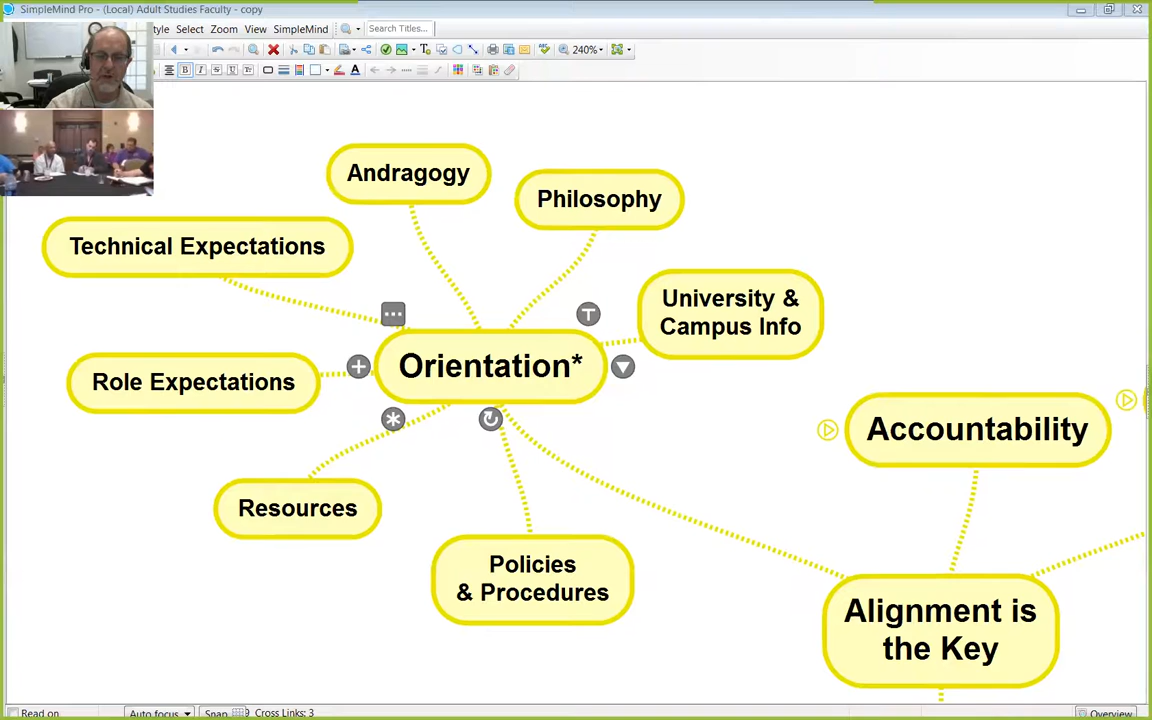 SimpleMind Pro - (Local) Adult Studies Faculty - copy
tyle Select Zoom View SimpleMind Search Titles...
240%
B I S U T A
Andragogy
Philosophy
Technical Expectations
University &
Campus Info
Orientation*
Role Expectations
Accountability
Resources
Policies
& Procedures
Alignment is
the Key
Read on Auto focus Snap 9 Cross Links: 3 Overview